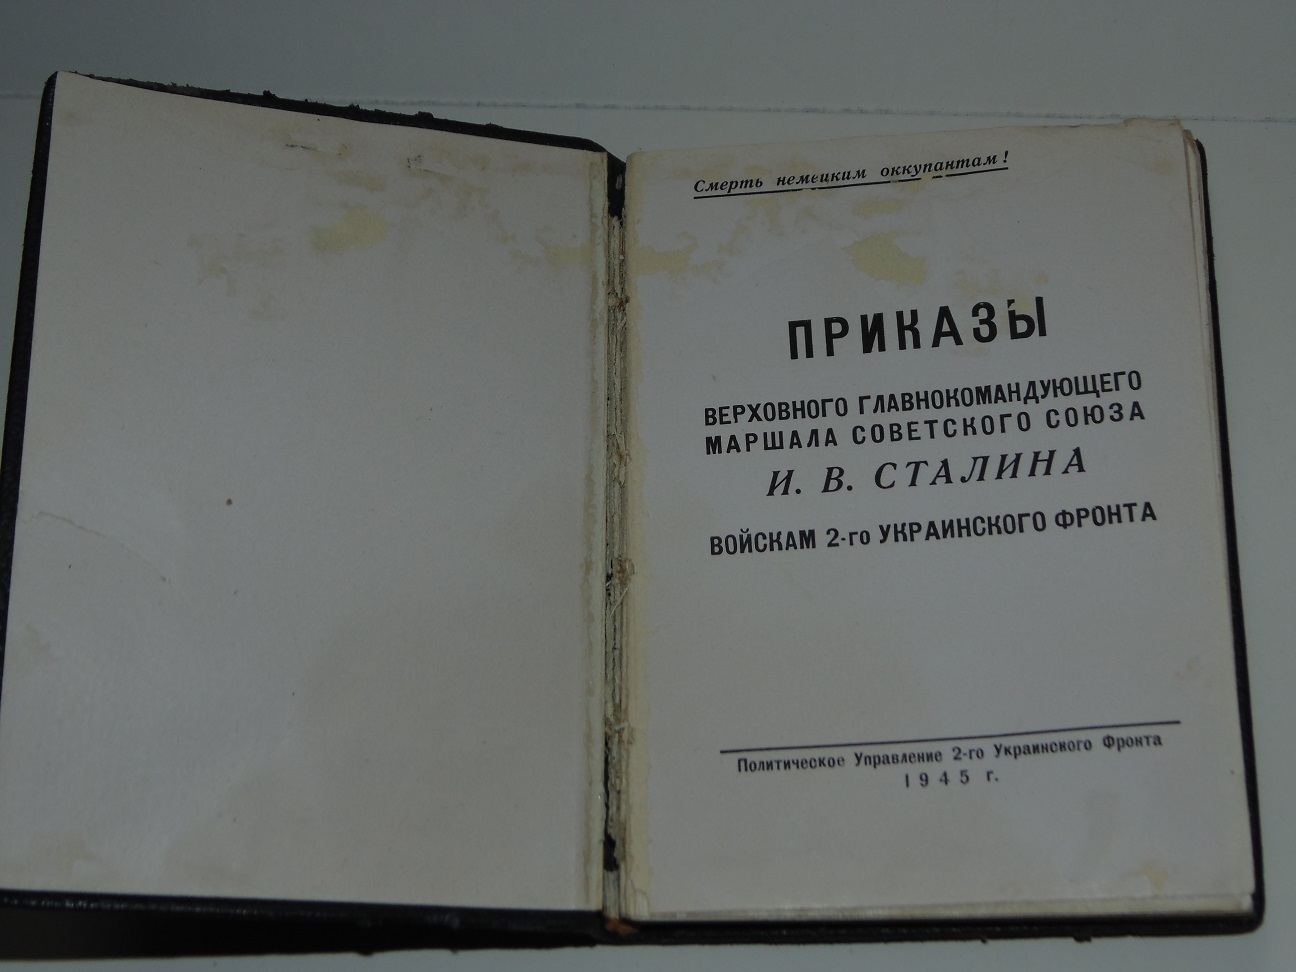 Смерть немецким оккупантам!
ПРИКАЗЫ
ВЕРХОВНОГО ГЛАВНОКОМАНДУЮЩЕГО
МАРШАЛА СОВЕТСКОГО СОЮЗА
И. В. СТАЛИНА
ВОЙСКАМ 2-го УКРАИНСКОГО ФРОНТА
Политическое Управление 2-го Украинского Фронта
1945 г.